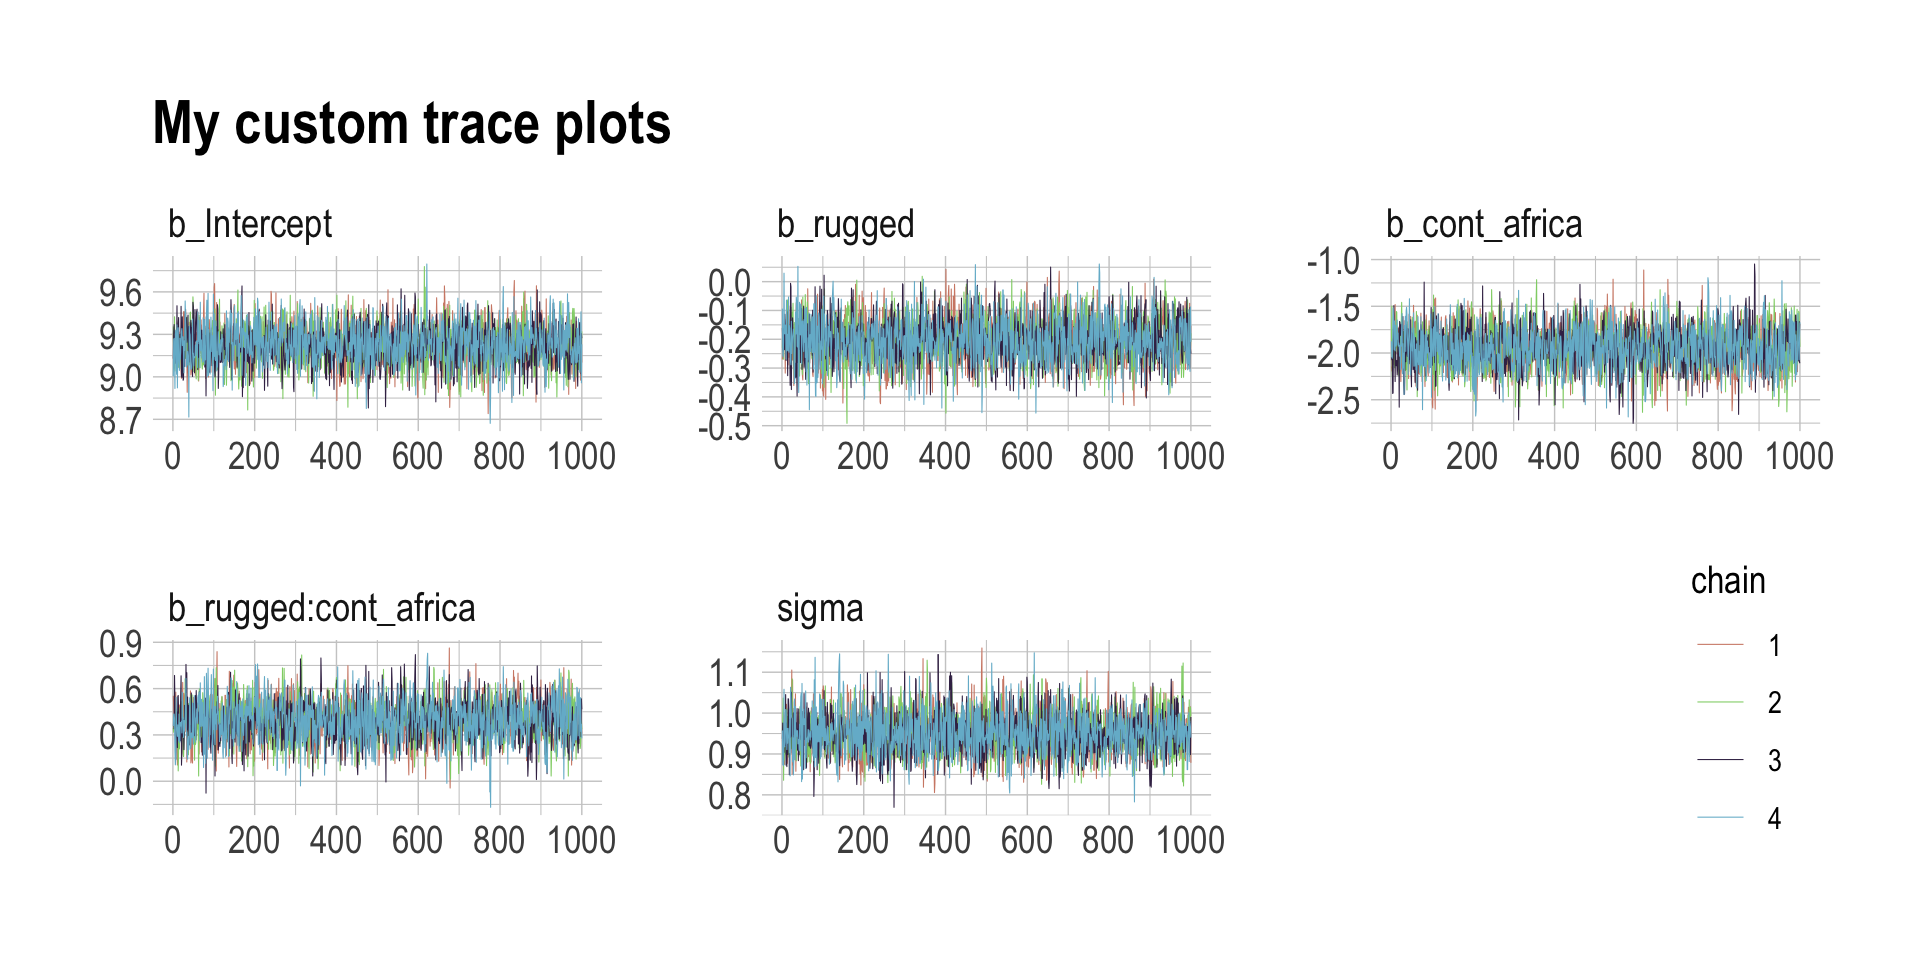 My custom trace plots
b_Intercept
9.6
9.3
9.0
8.7
0 200 400 600 800 1000
b_rugged
0.0
-0.1
-0.2
-0.3
-0.4
-0.5
0 200 400 600 800 1000
b_cont_africa
-1.0
-1.5
-2.0
-2.5
0 200 400 600 800 1000
b_rugged:cont_africa
0.9
0.6
0.3
0.0
0 200 400 600 800 1000
sigma
1.1
1.0
0.9
0.8
0 200 400 600 800 1000
chain
1
2
3
4